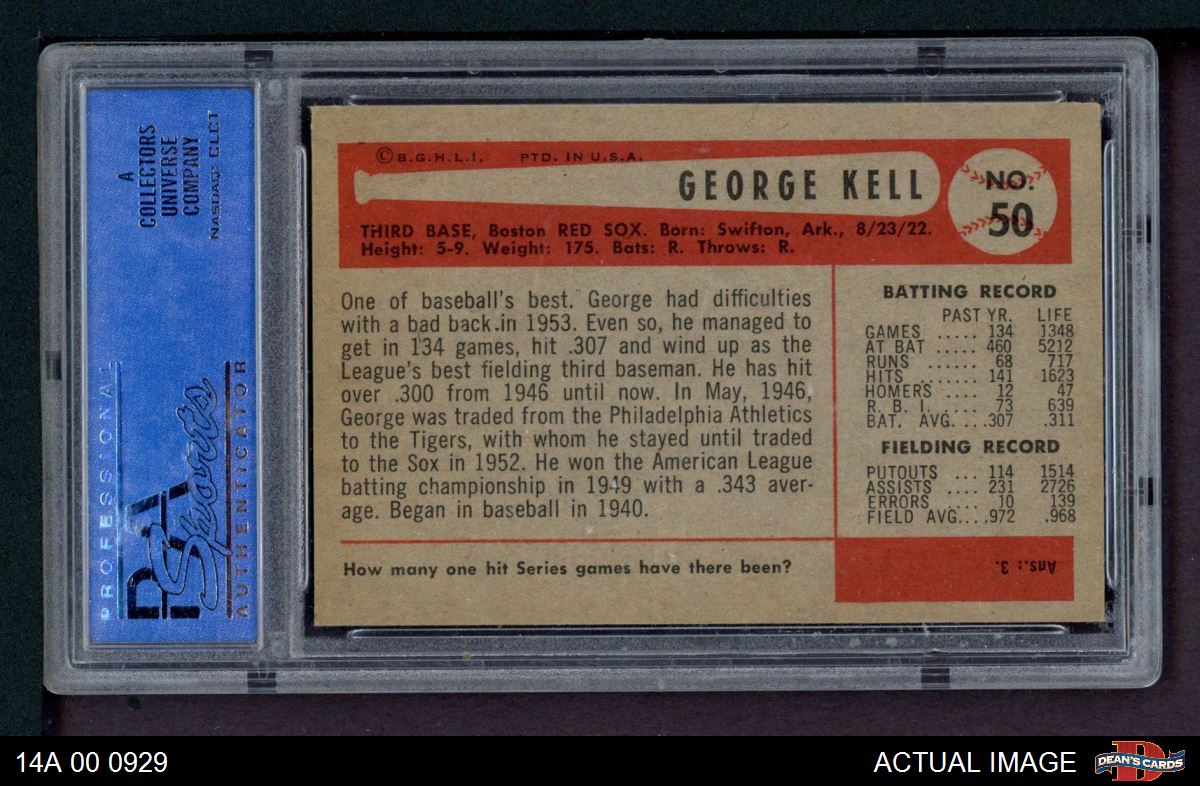 A
COLLECTORS
UNIVERSE
COMPANY
NASDAQ: CLCT
PROFESSIONAL
PSA
Sports
AUTHENTICATOR
© B.G.H.L.I. PTD. IN U.S.A.
GEORGE KELL
NO.
50
THIRD BASE, Boston RED SOX. Born: Swifton, Ark., 8/23/22.
Height: 5-9. Weight: 175. Bats: R. Throws: R.
One of baseball's best. George had difficulties
with a bad back in 1953. Even so, he managed to
get in 134 games, hit .307 and wind up as the
League's best fielding third baseman. He has hit
over .300 from 1946 until now. In May, 1946,
George was traded from the Philadelphia Athletics
to the Tigers, with whom he stayed until traded
to the Sox in 1952. He won the American League
batting championship in 1949 with a .343 aver-
age. Began in baseball in 1940.
How many one hit Series games have there been?
BATTING RECORD
PAST YR. LIFE
GAMES ..... 134 1348
AT BAT ..... 460 5212
RUNS ...... 68 717
HITS ...... 141 1623
HOMERS .... 12 47
R. B. I. .... 73 639
BAT. AVG. ...307 .311
FIELDING RECORD
PUTOUTS ... 114 1514
ASSISTS .... 231 2726
ERRORS .... 10 139
FIELD AVG....972 .968
Ans.: 3.
14A 00 0929
ACTUAL IMAGE
DEAN'S CARDS